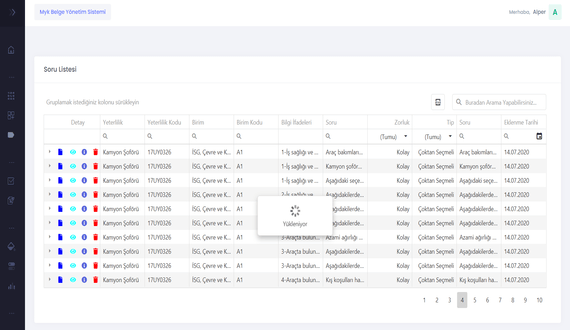 Myk Belge Yönetim Sistemi
Merhaba, Alper A
Soru Listesi
Gruplamak istediğiniz kolonu sürükleyin
Buradan Arama Yapabilirsiniz...
Detay Yeterlilik Yeterlilik Kodu Birim Birim Kodu Bilgi İfadeleri Soru Zorluk Tip Soru Eklenme Tarihi
(Tumu) (Tumu)
Kamyon Şoförü 17UY0326 İSG, Çevre ve K... A1 1-İş sağlığı ve ... Araç bakımları... Kolay Çoktan Seçmeli Araç bakımları... 14.07.2020
Kamyon Şoförü 17UY0326 İSG, Çevre ve K... A1 1-İş sağlığı ve ... Kamyon şoför... Kolay Çoktan Seçmeli Kamyon şoför... 14.07.2020
Kamyon Şoförü 17UY0326 İSG, Çevre ve K... A1 1-İş sağlığı ve ... Aşağıdaki seçe... Kolay Çoktan Seçmeli Aşağıdaki seçe... 14.07.2020
Kamyon Şoförü 17UY0326 İSG, Çevre ve K... A1 Aşağıdakilerde... Kolay Çoktan Seçmeli Aşağıdakilerde... 14.07.2020
Kamyon Şoförü 17UY0326 İSG, Çevre ve K... A1 Kolay Çoktan Seçmeli Aşağıdakilerde... 14.07.2020
Kamyon Şoförü 17UY0326 İSG, Çevre ve K... A1 Kolay Çoktan Seçmeli Aşağıdakilerde... 14.07.2020
Yükleniyor
Kamyon Şoförü 17UY0326 İSG, Çevre ve K... A1 3-Araçta bulun... Azami ağırlığı ... Kolay Çoktan Seçmeli Azami ağırlığı ... 14.07.2020
Kamyon Şoförü 17UY0326 İSG, Çevre ve K... A1 3-Araçta bulun... Aşağıdakilerde... Kolay Çoktan Seçmeli Aşağıdakilerde... 14.07.2020
Kamyon Şoförü 17UY0326 İSG, Çevre ve K... A1 3-Araçta bulun... Aşağıdakilerde... Kolay Çoktan Seçmeli Aşağıdakilerde... 14.07.2020
Kamyon Şoförü 17UY0326 İSG, Çevre ve K... A1 4-Araçta bulun... Kış koşulları ha... Kolay Çoktan Seçmeli Kış koşulları ha... 14.07.2020
1 2 3 4 5 6 7 8 9 10